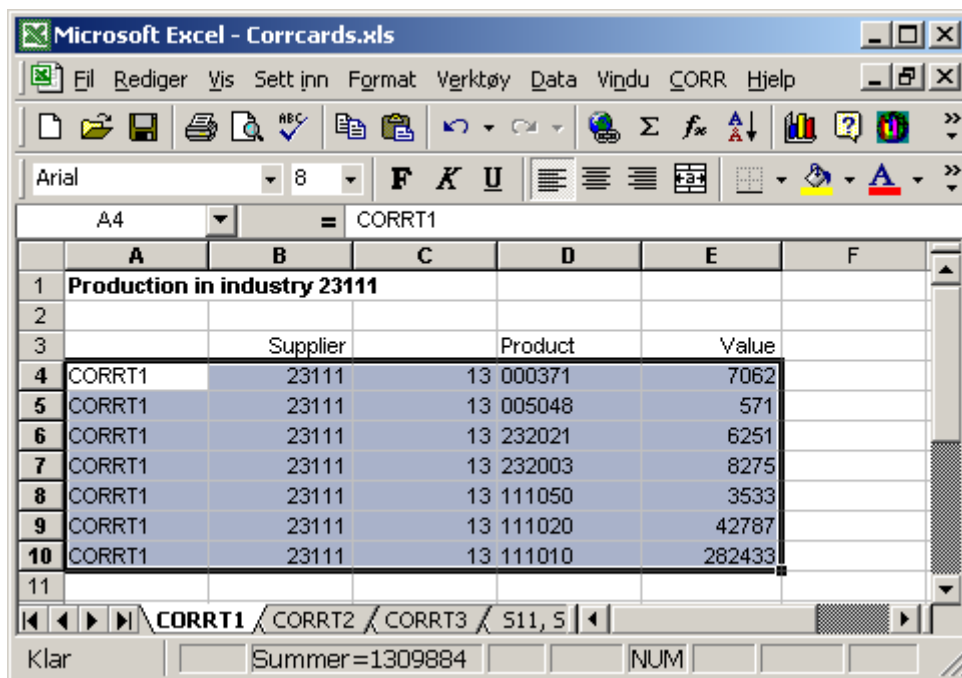 Microsoft Excel - Corrcards.xls
Fil Rediger Vis Sett inn Format Verktøy Data Vindu CORR Hjelp
ABC Σ fx A Z ?
Arial 8 F K U A
A4 = CORRT1
A B C D E F
1 Production in industry 23111
2
3 Supplier Product Value
4 CORRT1 23111 13 000371 7062
5 CORRT1 23111 13 005048 571
6 CORRT1 23111 13 232021 6251
7 CORRT1 23111 13 232003 8275
8 CORRT1 23111 13 111050 3533
9 CORRT1 23111 13 111020 42787
10 CORRT1 23111 13 111010 282433
11
CORRT1 CORRT2 CORRT3 S11, S
Klar Summer=1309884 NUM